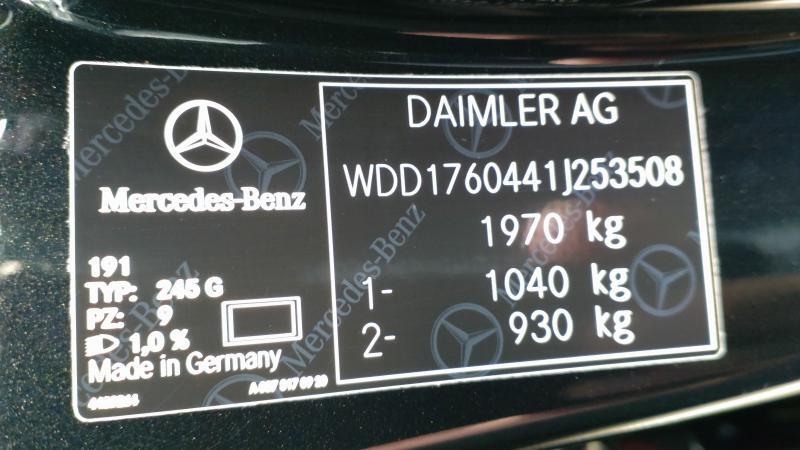 Mercedes-Benz
191
TYP: 245 G
PZ: 9
1,0 %
Made in Germany
DAIMLER AG
WDD1760441J253508
1970 kg
1- 1040 kg
2- 930 kg